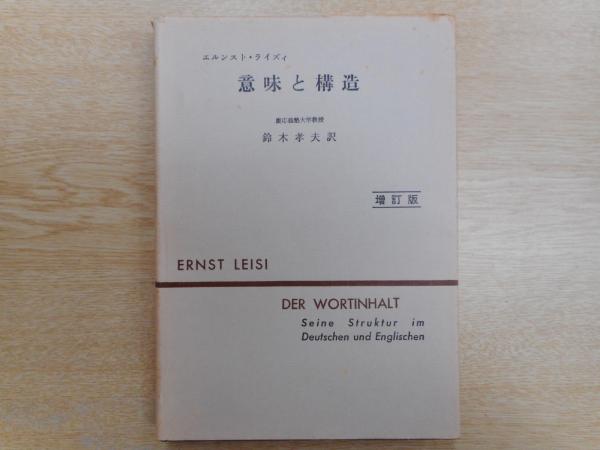 エルンスト・ライズィ
意味と構造
慶応義塾大学教授
鈴木孝夫訳
増訂版
ERNST LEISI
DER WORTINHALT
Seine Struktur im
Deutschen und Englischen